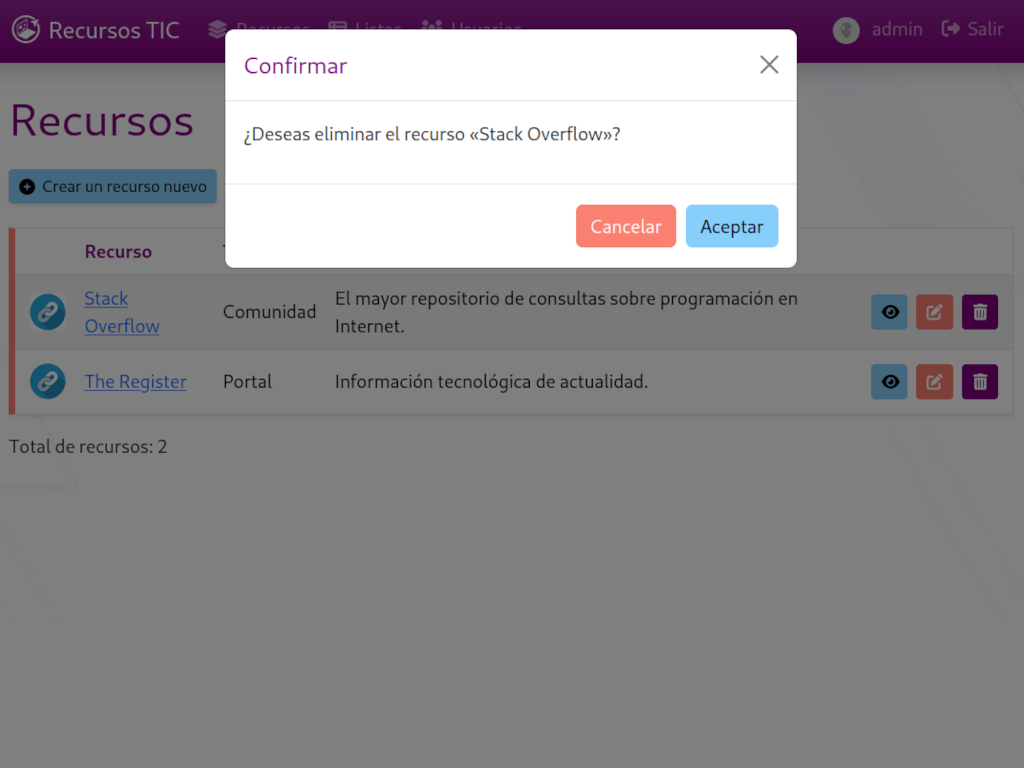 Recursos TIC
Recursos
Listas
Usuarios
admin
Salir
Confirmar
¿Deseas eliminar el recurso «Stack Overflow»?
Cancelar
Aceptar
Recursos
Crear un recurso nuevo
Recurso
Stack
Overflow
Comunidad
El mayor repositorio de consultas sobre programación en
Internet.
The Register
Portal
Información tecnológica de actualidad.
Total de recursos: 2